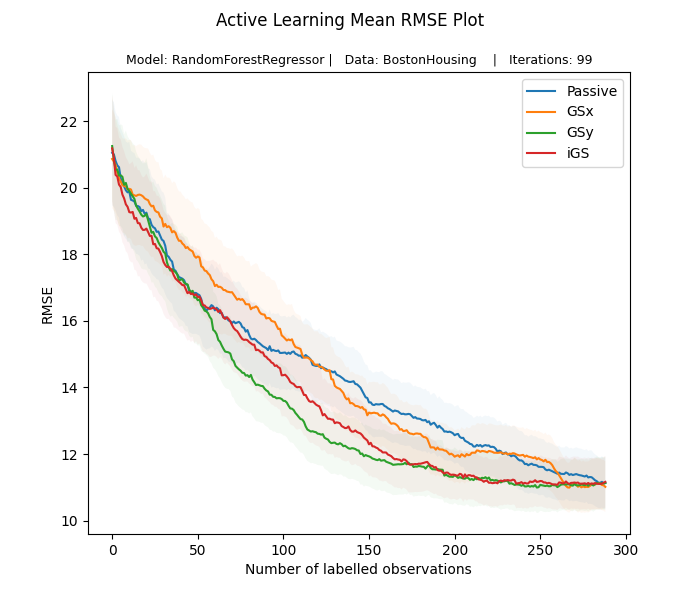 Active Learning Mean RMSE Plot
Model: RandomForestRegressor | Data: BostonHousing | Iterations: 99
Passive
GSx
GSy
iGS
22
20
18
16
14
12
10
RMSE
0 50 100 150 200 250 300
Number of labelled observations